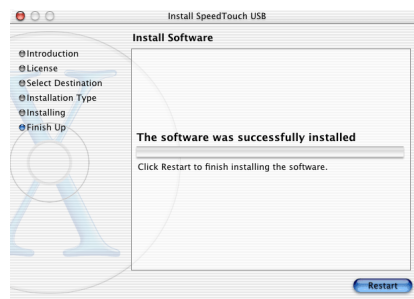 Install SpeedTouch USB
Install Software
Introduction
License
Select Destination
Installation Type
Installing
Finish Up
The software was successfully installed
Click Restart to finish installing the software.
Restart